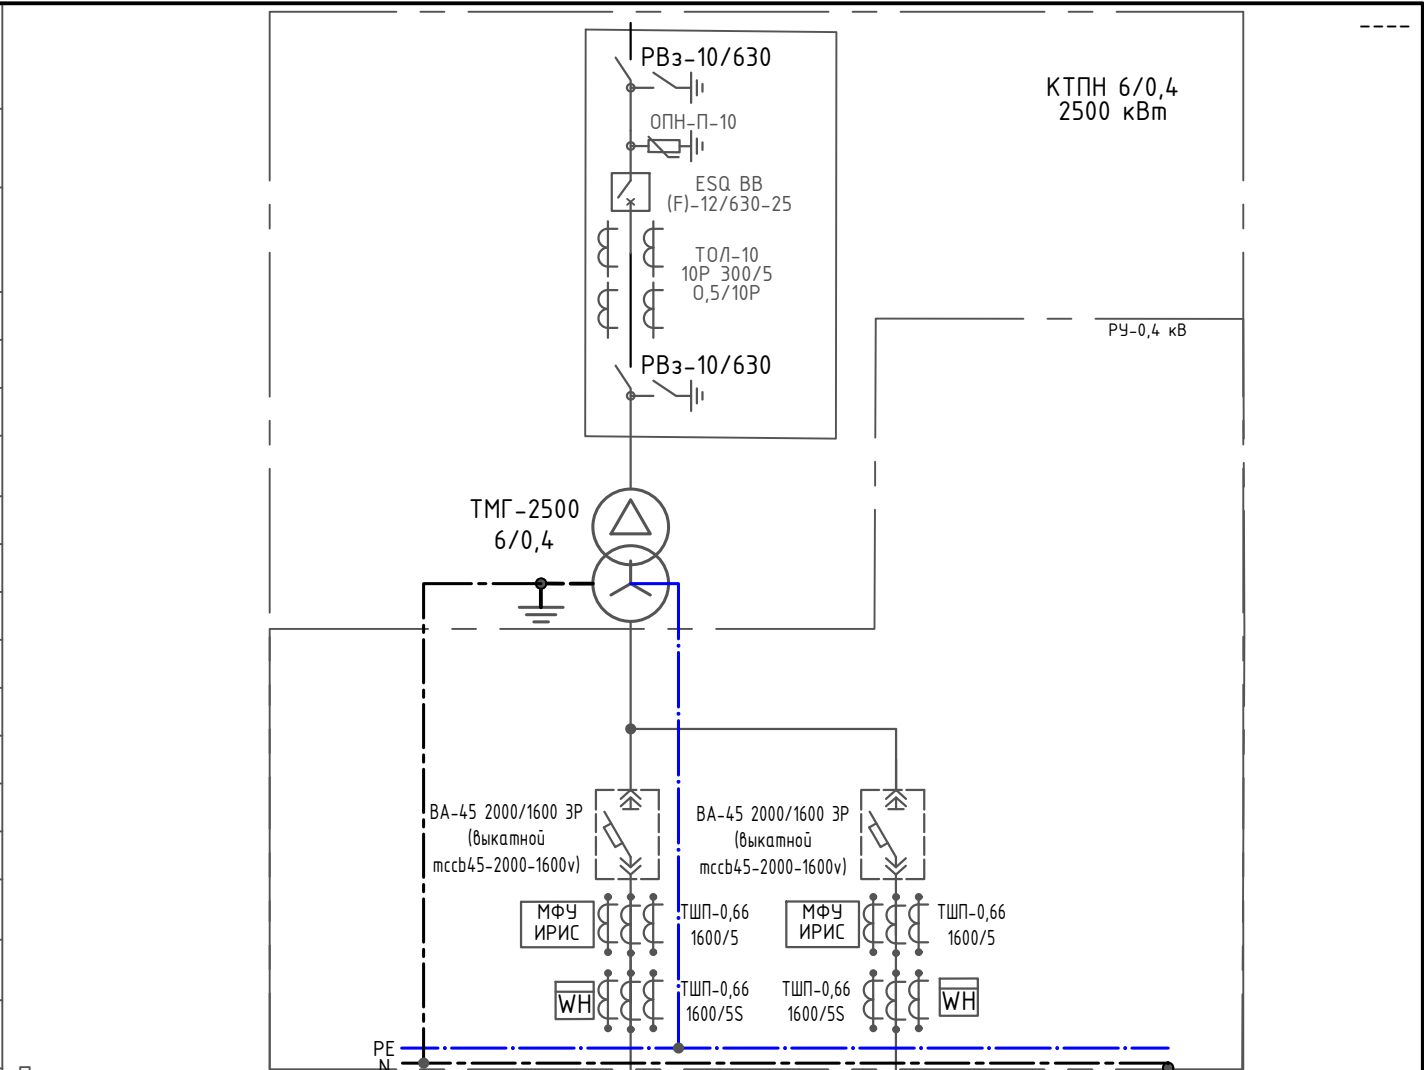 РВз-10/630
КТПН 6/0,4
2500 кВт
ОПН-П-10
ESQ ВВ
(F)-12/630-25
ТОЛ-10
10Р 300/5
0,5/10Р
РУ-0,4 кВ
РВз-10/630
ТМГ-2500
6/0,4
ВА-45 2000/1600 3Р
(выкатной
mccb45-2000-1600v)
ВА-45 2000/1600 3Р
(выкатной
mccb45-2000-1600v)
МФУ
ИРИС
ТШП-0,66
1600/5
МФУ
ИРИС
ТШП-0,66
1600/5
WH
ТШП-0,66
1600/5S
ТШП-0,66
1600/5S
WH
PE
N